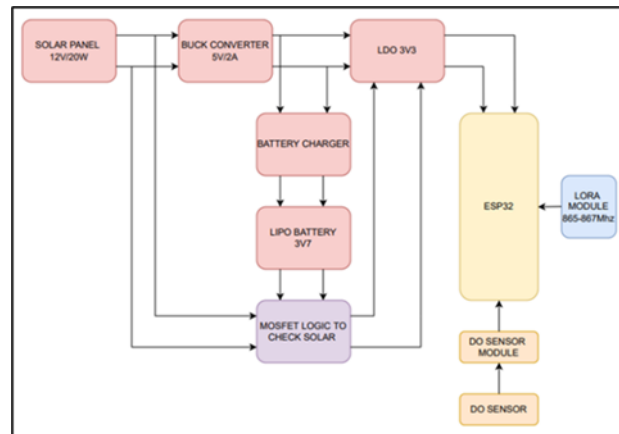 SOLAR PANEL
12V/20W
BUCK CONVERTER
5V/2A
LDO 3V3
BATTERY CHARGER
ESP32
LORA
MODULE
865-867Mhz
LIPO BATTERY
3V7
MOSFET LOGIC TO
CHECK SOLAR
DO SENSOR
MODULE
DO SENSOR